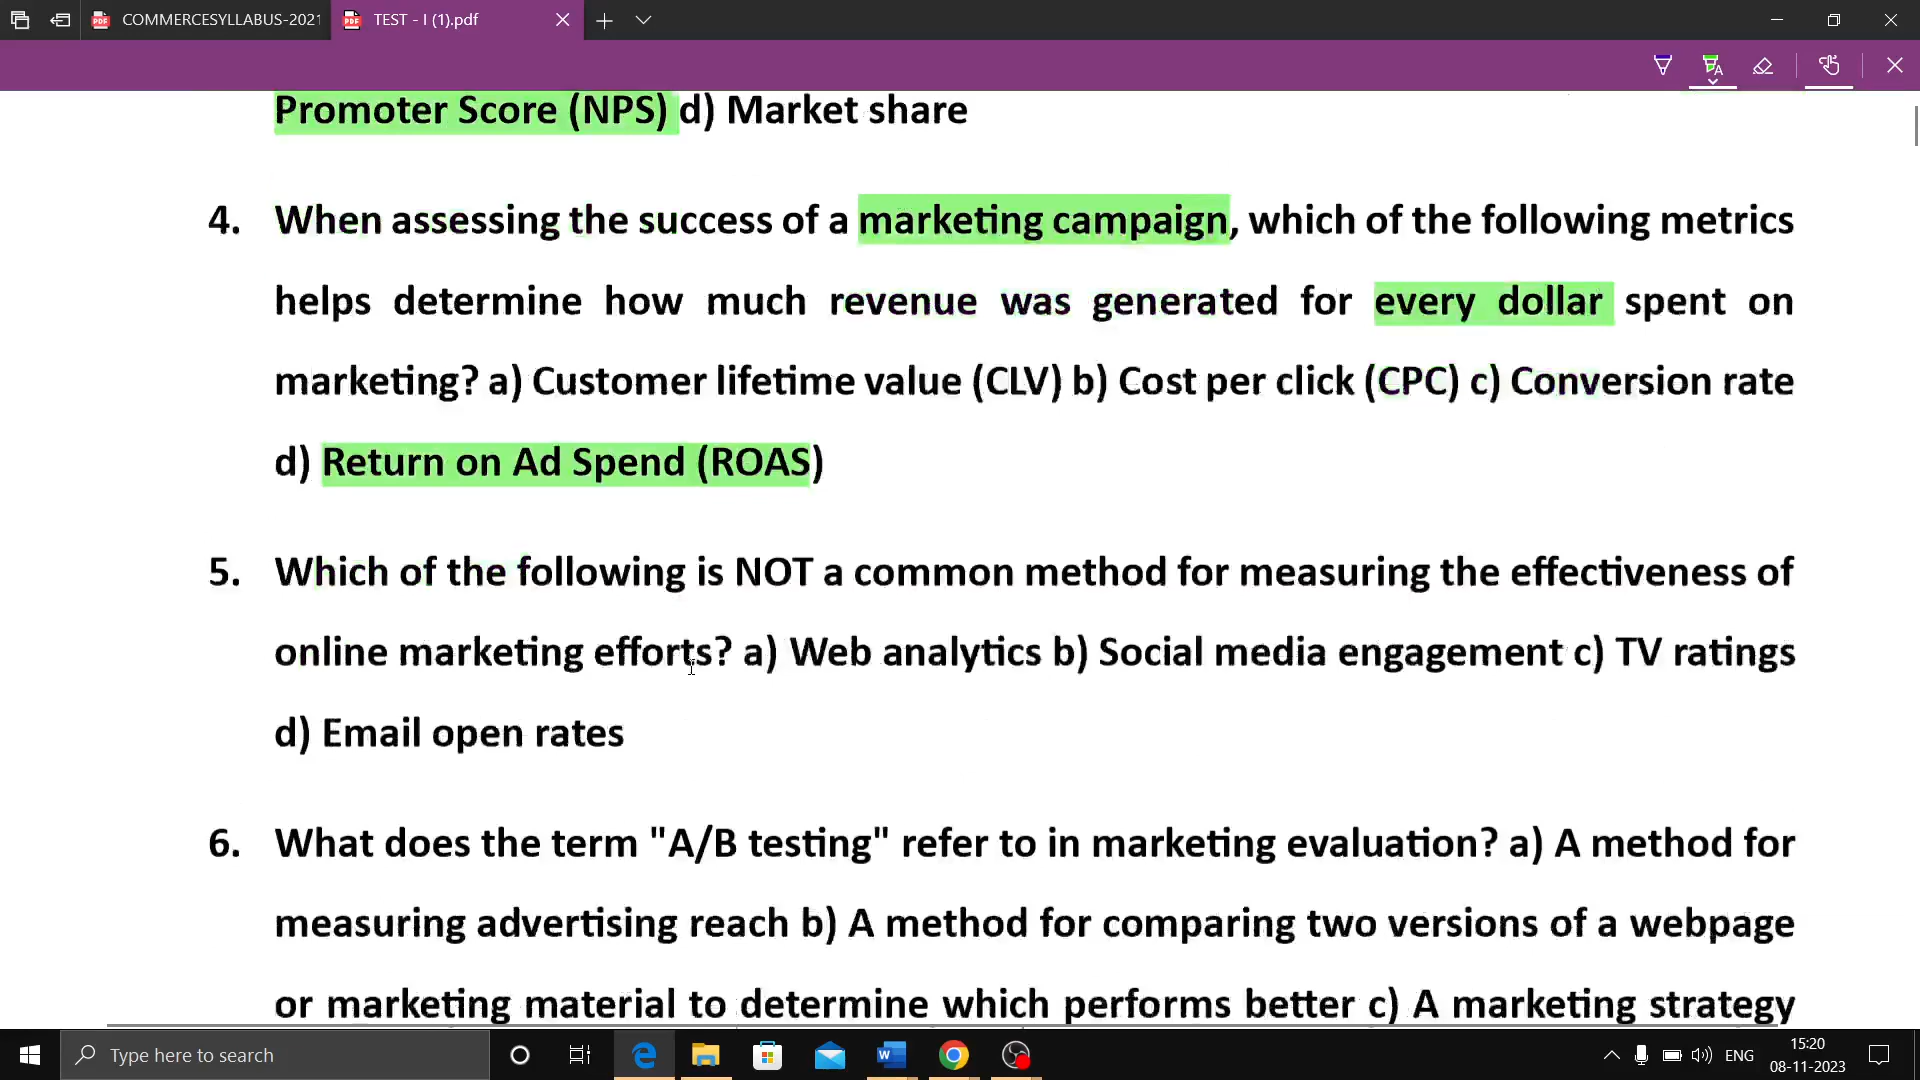 COMMERCESYLLABUS-2021
TEST - I (1).pdf
Promoter Score (NPS) d) Market share
4. When assessing the success of a marketing campaign, which of the following metrics
helps determine how much revenue was generated for every dollar spent on
marketing? a) Customer lifetime value (CLV) b) Cost per click (CPC) c) Conversion rate
d) Return on Ad Spend (ROAS)
5. Which of the following is NOT a common method for measuring the effectiveness of
online marketing efforts? a) Web analytics b) Social media engagement c) TV ratings
d) Email open rates
6. What does the term "A/B testing" refer to in marketing evaluation? a) A method for
measuring advertising reach b) A method for comparing two versions of a webpage
or marketing material to determine which performs better c) A marketing strategy
Type here to search
ENG
15:20
08-11-2023